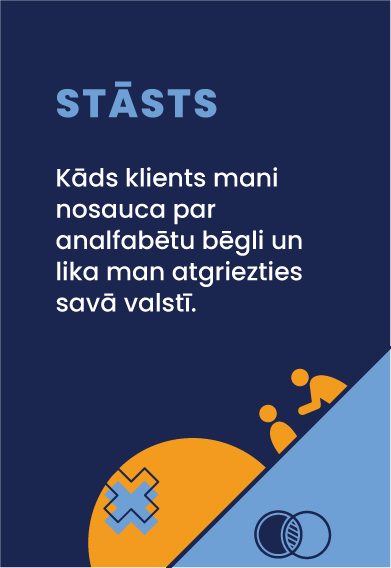 STĀSTS
Kāds klients mani
nosauca par
analfabētu bēgli un
lika man atgriezties
savā valstī.